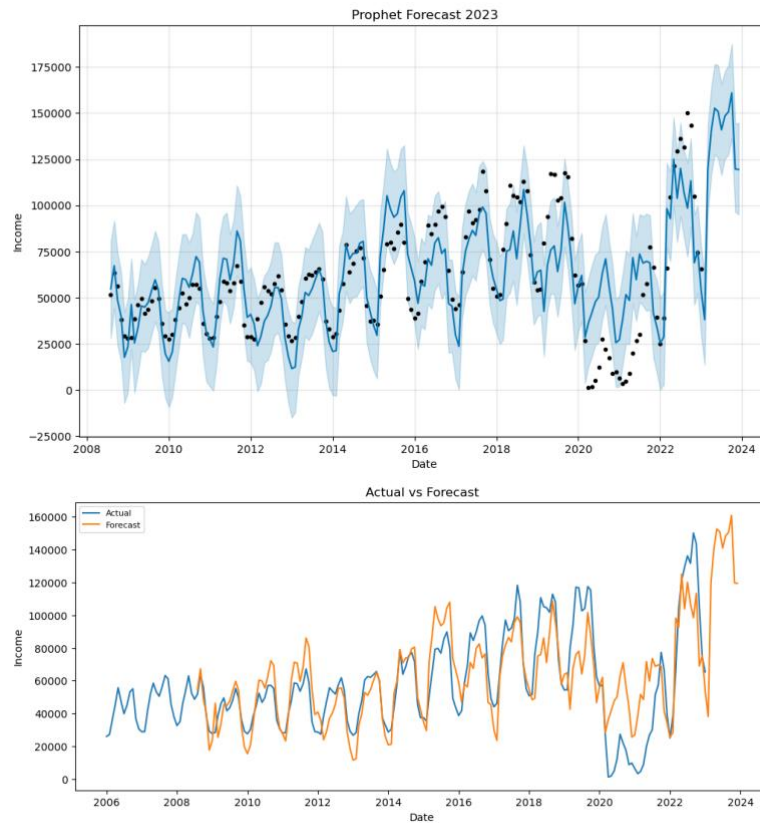 Prophet Forecast 2023
175000
150000
125000
100000
75000
50000
25000
0
−25000
Income
2008 2010 2012 2014 2016 2018 2020 2022 2024
Date
Actual vs Forecast
Actual
Forecast
160000
140000
120000
100000
80000
60000
40000
20000
0
Income
2006 2008 2010 2012 2014 2016 2018 2020 2022 2024
Date